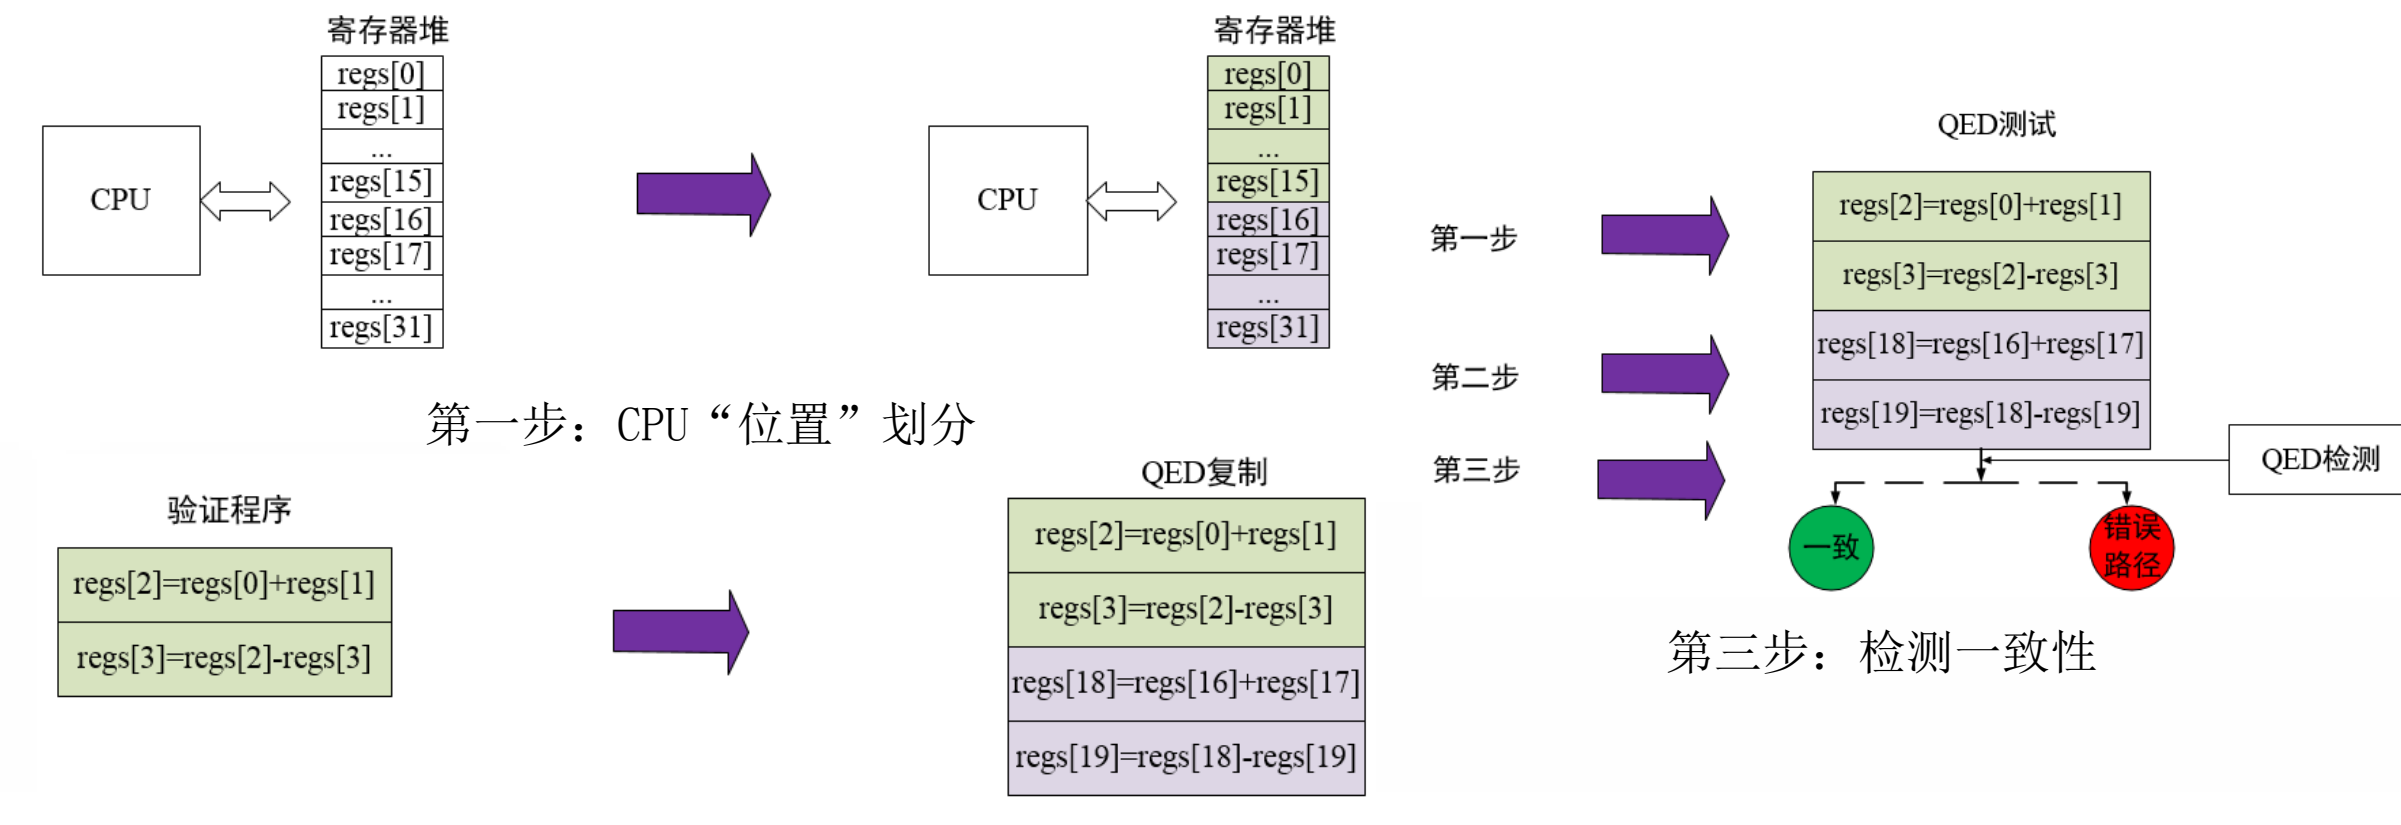 寄存器堆
regs[0]
regs[1]
...
regs[15]
regs[16]
regs[17]
...
regs[31]
CPU
寄存器堆
regs[0]
regs[1]
...
regs[15]
regs[16]
regs[17]
...
regs[31]
CPU
第一步：CPU“位置”划分
验证程序
regs[2]=regs[0]+regs[1]
regs[3]=regs[2]-regs[3]
QED复制
regs[2]=regs[0]+regs[1]
regs[3]=regs[2]-regs[3]
regs[18]=regs[16]+regs[17]
regs[19]=regs[18]-regs[19]
QED测试
第一步
regs[2]=regs[0]+regs[1]
regs[3]=regs[2]-regs[3]
第二步
regs[18]=regs[16]+regs[17]
regs[19]=regs[18]-regs[19]
第三步
QED检测
一致
错误
路径
第三步：检测一致性